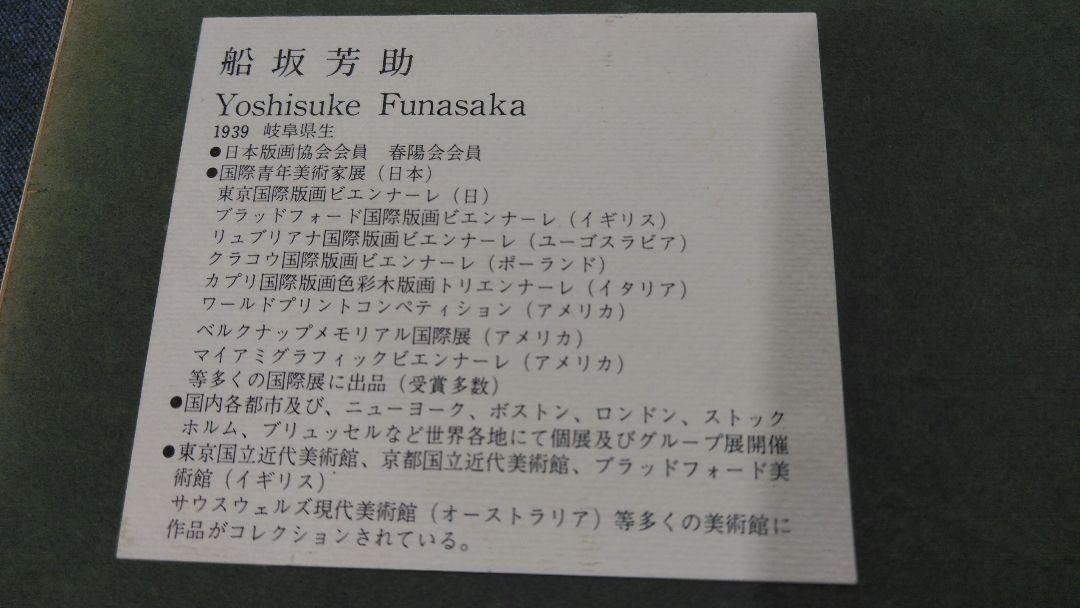 船坂芳助
Yoshisuke Funasaka
1939 岐阜県生
●日本版画協会会員 春陽会会員
●国際青年美術家展（日本）
東京国際版画ビエンナーレ（日）
ブラッドフォード国際版画ビエンナーレ（イギリス）
リュブリアナ国際版画ビエンナーレ（ユーゴスラビア）
クラコウ国際版画ビエンナーレ（ポーランド）
カプリ国際版画色彩木版画トリエンナーレ（イタリア）
ワールドプリントコンペティション（アメリカ）
ベルクナップメモリアル国際展（アメリカ）
マイアミグラフィックビエンナーレ（アメリカ）
等多くの国際展に出品（受賞多数）
●国内各都市及び、ニューヨーク、ボストン、ロンドン、ストック
ホルム、ブリュッセルなど世界各地にて個展及びグループ展開催
●東京国立近代美術館、京都国立近代美術館、ブラッドフォード美
術館（イギリス）
サウスウェルズ現代美術館（オーストラリア）等多くの美術館に
作品がコレクションされている。